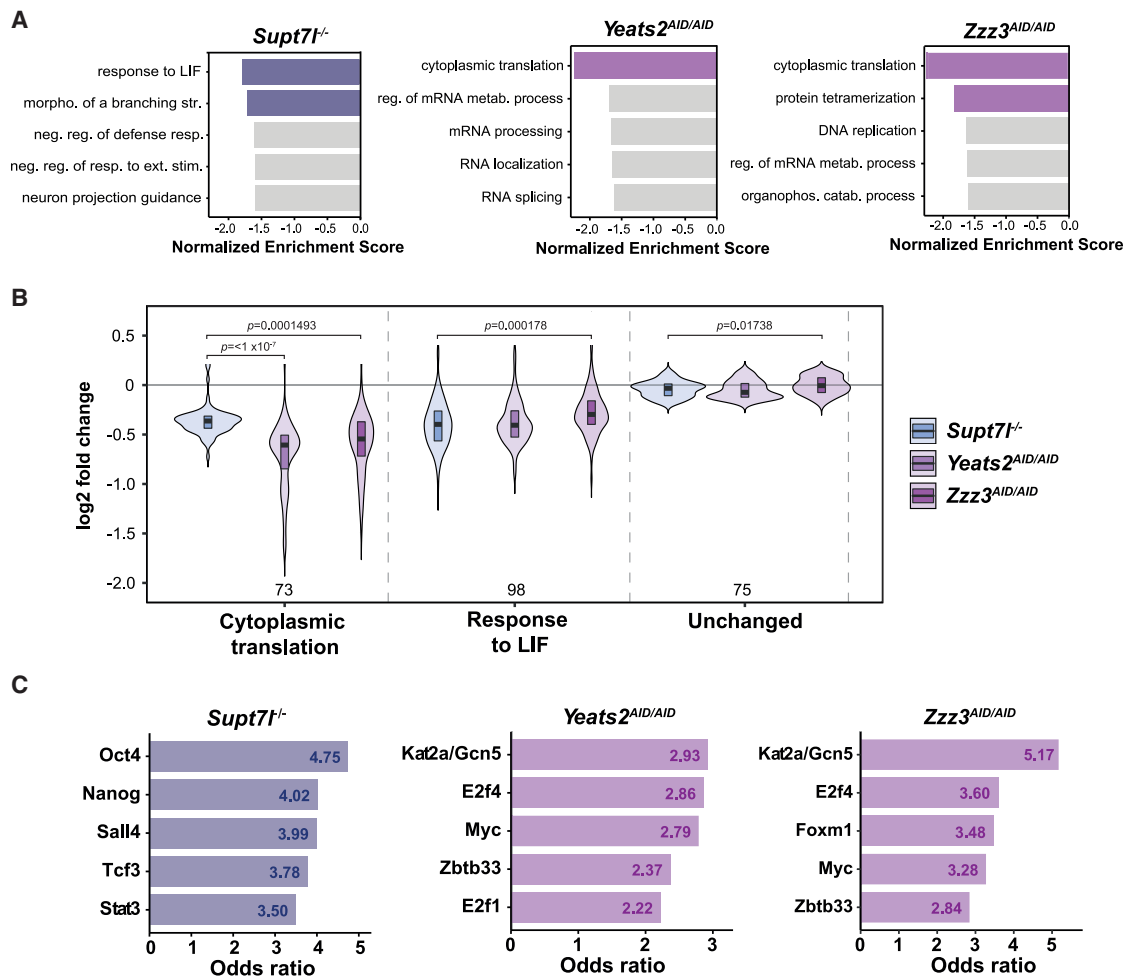 A
Supt7l-/-
response to LIF
morpho. of a branching str.
neg. reg. of defense resp.
neg. reg. of resp. to ext. stim.
neuron projection guidance
-2.0 -1.5 -1.0 -0.5 0.0
Normalized Enrichment Score
Yeats2AID/AID
cytoplasmic translation
reg. of mRNA metab. process
mRNA processing
RNA localization
RNA splicing
-2.0 -1.5 -1.0 -0.5 0.0
Normalized Enrichment Score
Zzz3AID/AID
cytoplasmic translation
protein tetramerization
DNA replication
reg. of mRNA metab. process
organophos. catab. process
-2.0 -1.5 -1.0 -0.5 0.0
Normalized Enrichment Score
B
log2 fold change
0.5
0
-0.5
-1.0
-1.5
-2.0
p=0.0001493
p=<1 x10-7
p=0.000178
p=0.01738
73
98
75
Cytoplasmic
translation
Response
to LIF
Unchanged
Supt7l-/-
Yeats2AID/AID
Zzz3AID/AID
C
Supt7l-/-
Oct4 4.75
Nanog 4.02
Sall4 3.99
Tcf3 3.78
Stat3 3.50
0 1 2 3 4 5
Odds ratio
Yeats2AID/AID
Kat2a/Gcn5 2.93
E2f4 2.86
Myc 2.79
Zbtb33 2.37
E2f1 2.22
0 1 2 3
Odds ratio
Zzz3AID/AID
Kat2a/Gcn5 5.17
E2f4 3.60
Foxm1 3.48
Myc 3.28
Zbtb33 2.84
0 1 2 3 4 5
Odds ratio